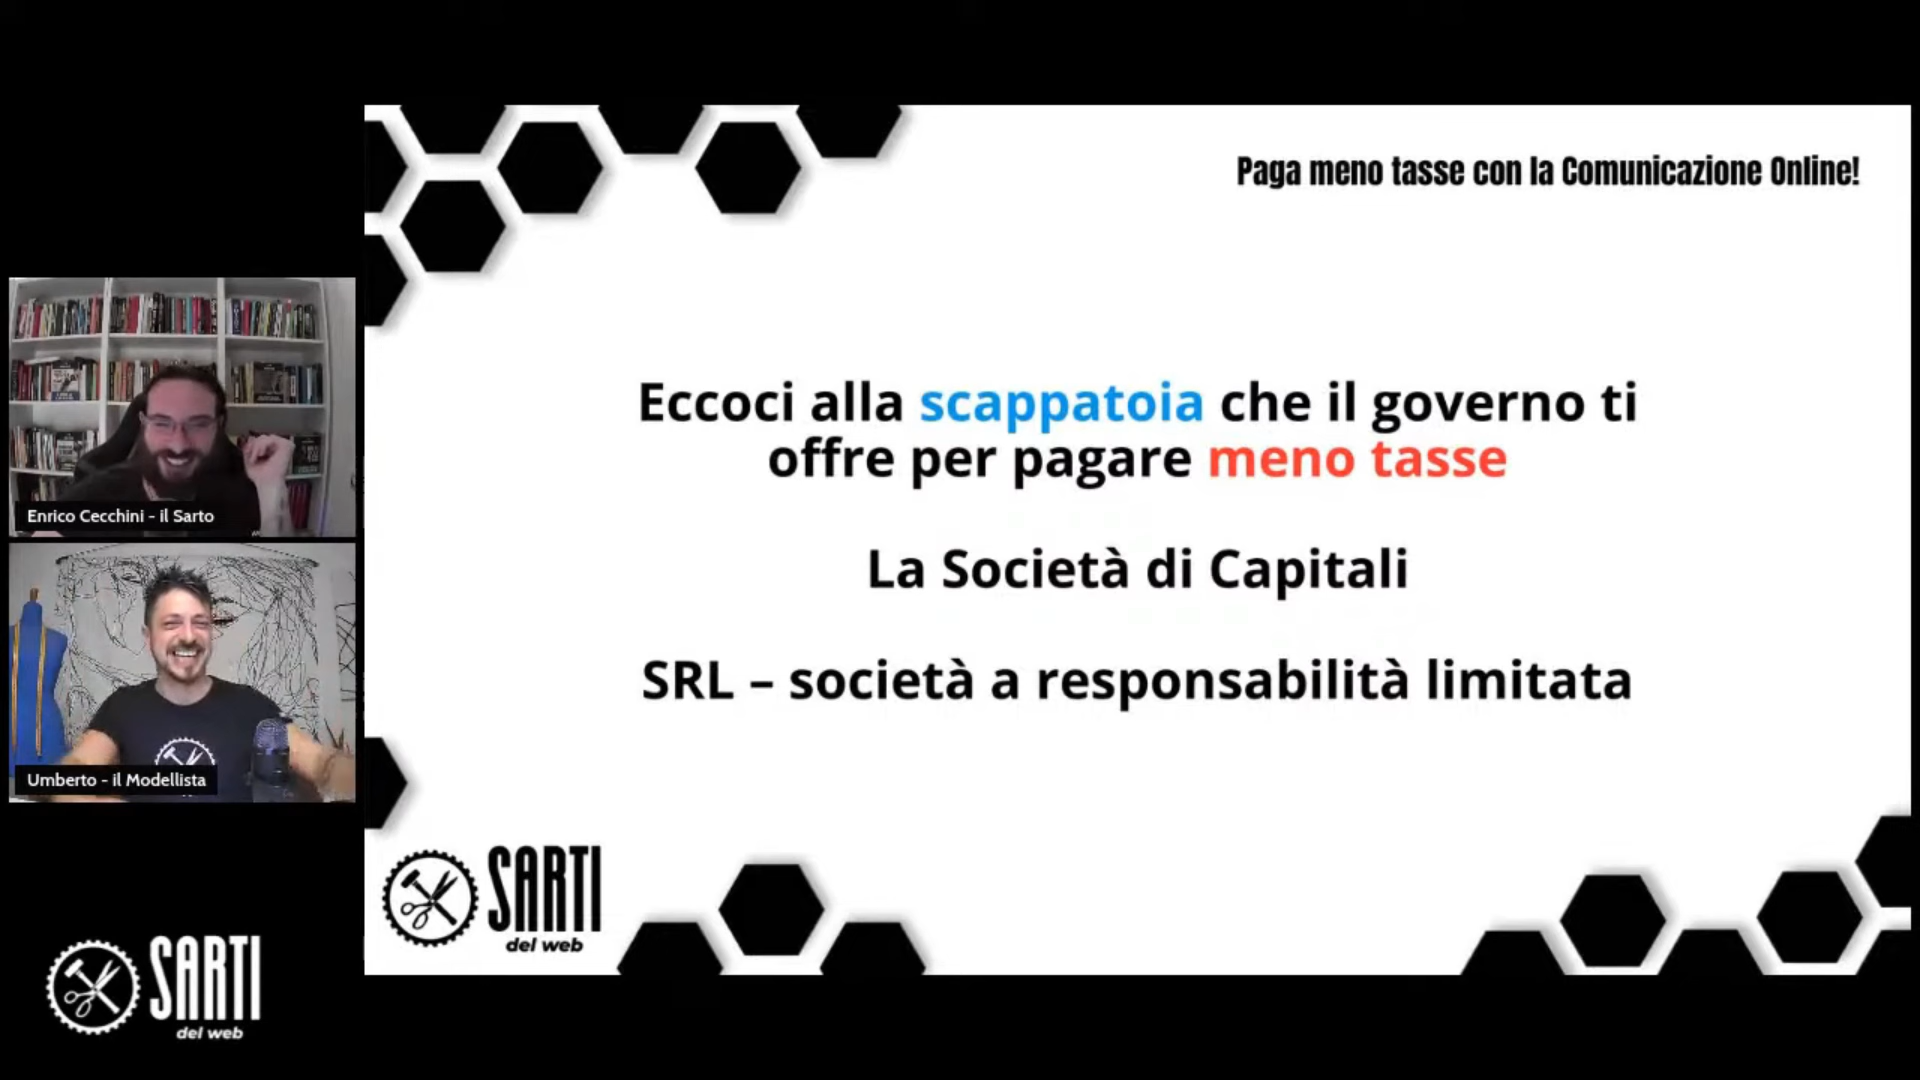 Paga meno tasse con la Comunicazione Online!
Eccoci alla scappatoia che il governo ti
offre per pagare meno tasse
La Società di Capitali
SRL – società a responsabilità limitata
Enrico Cecchini - il Sarto
Umberto - il Modellista
SARTI
del web
SARTI
del web